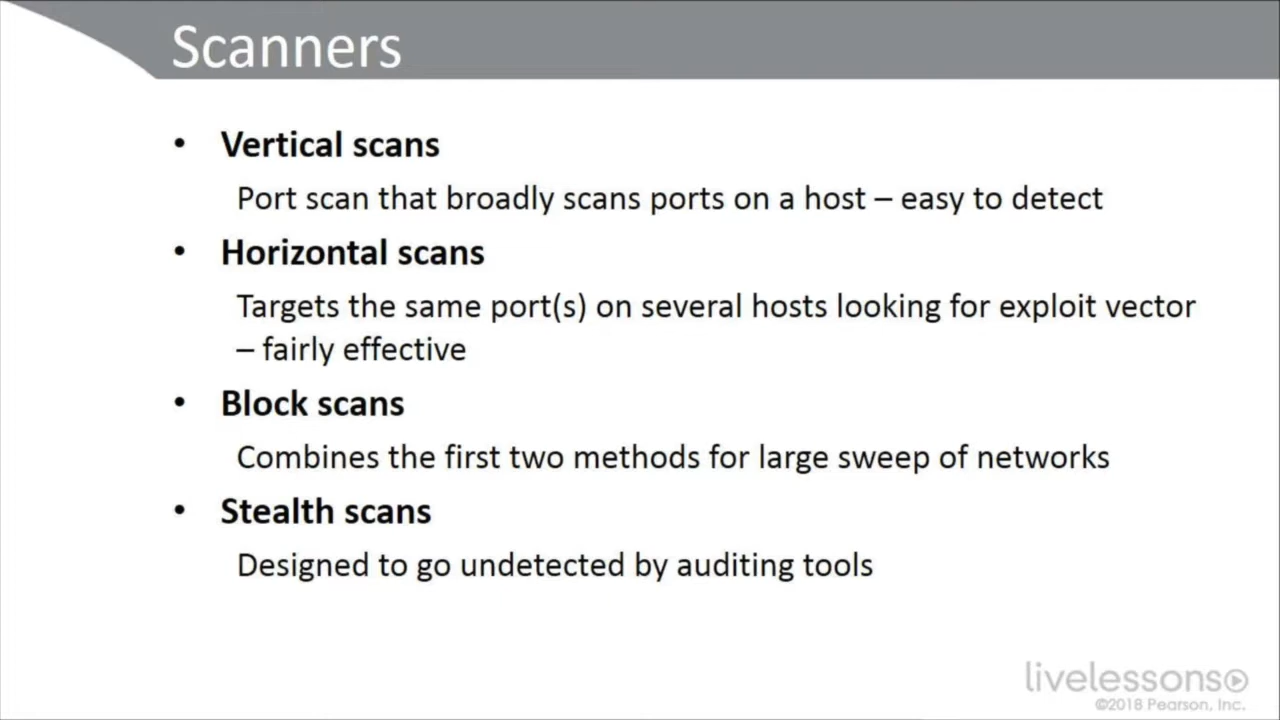 Scanners
• Vertical scans
Port scan that broadly scans ports on a host – easy to detect
• Horizontal scans
Targets the same port(s) on several hosts looking for exploit vector
– fairly effective
• Block scans
Combines the first two methods for large sweep of networks
• Stealth scans
Designed to go undetected by auditing tools
livelessons
©2018 Pearson, Inc.